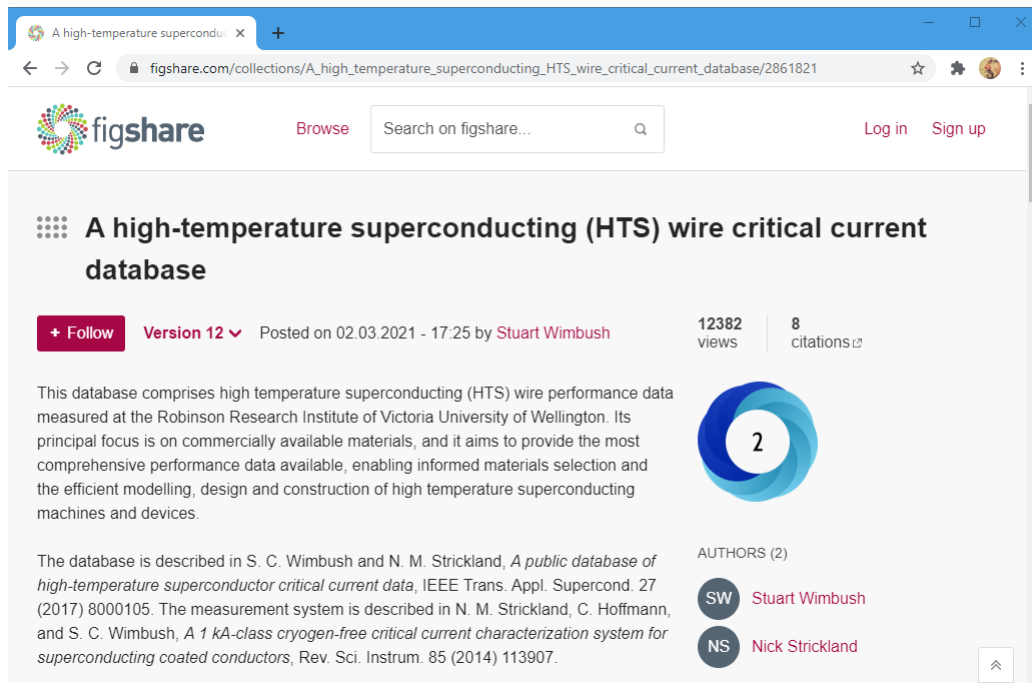 A high-temperature superconduc
figshare.com/collections/A_high_temperature_superconducting_HTS_wire_critical_current_database/2861821
figshare
Browse
Search on figshare...
Log in
Sign up
A high-temperature superconducting (HTS) wire critical current
database
+ Follow
Version 12
Posted on 02.03.2021 - 17:25 by Stuart Wimbush
12382
views
8
citations
This database comprises high temperature superconducting (HTS) wire performance data
measured at the Robinson Research Institute of Victoria University of Wellington. Its
principal focus is on commercially available materials, and it aims to provide the most
comprehensive performance data available, enabling informed materials selection and
the efficient modelling, design and construction of high temperature superconducting
machines and devices.
2
The database is described in S. C. Wimbush and N. M. Strickland, A public database of
high-temperature superconductor critical current data, IEEE Trans. Appl. Supercond. 27
(2017) 8000105. The measurement system is described in N. M. Strickland, C. Hoffmann,
and S. C. Wimbush, A 1 kA-class cryogen-free critical current characterization system for
superconducting coated conductors, Rev. Sci. Instrum. 85 (2014) 113907.
AUTHORS (2)
SW Stuart Wimbush
NS Nick Strickland